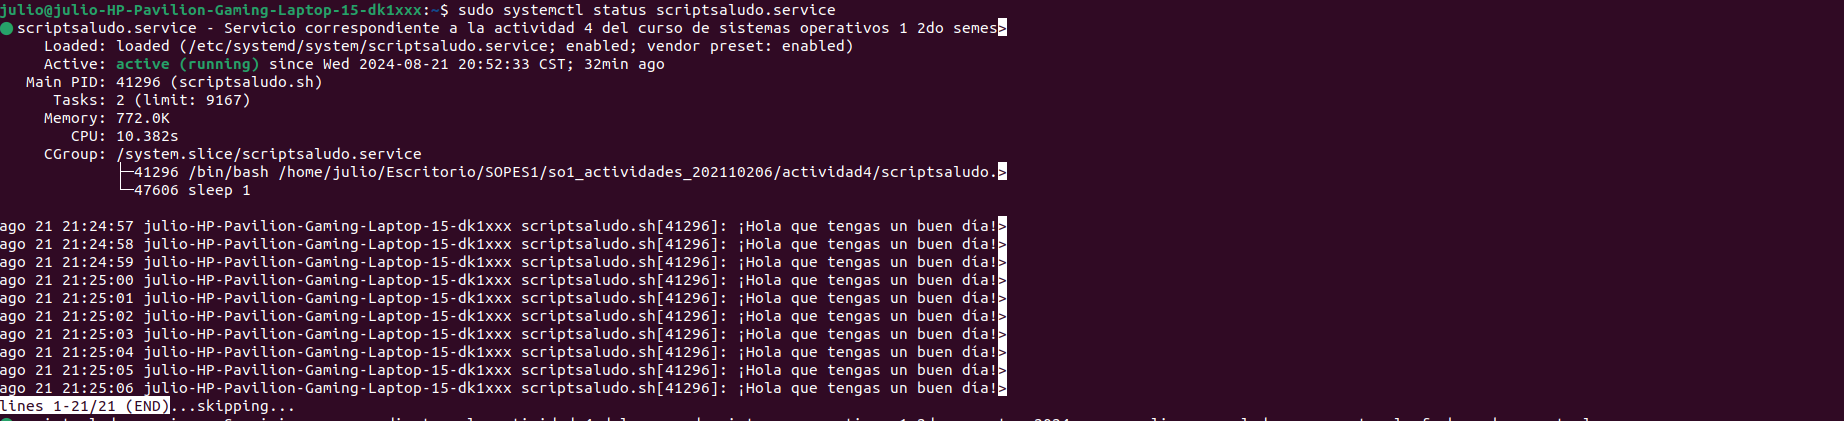 julio@julio-HP-Pavilion-Gaming-Laptop-15-dk1xxx:~$ sudo systemctl status scriptsaludo.service
● scriptsaludo.service - Servicio correspondiente a la actividad 4 del curso de sistemas operativos 1 2do semes>
Loaded: loaded (/etc/systemd/system/scriptsaludo.service; enabled; vendor preset: enabled)
Active: active (running) since Wed 2024-08-21 20:52:33 CST; 32min ago
Main PID: 41296 (scriptsaludo.sh)
Tasks: 2 (limit: 9167)
Memory: 772.0K
CPU: 10.382s
CGroup: /system.slice/scriptsaludo.service
├─41296 /bin/bash /home/julio/Escritorio/SOPES1/so1_actividades_202110206/actividad4/scriptsaludo.>
└─47606 sleep 1
ago 21 21:24:57 julio-HP-Pavilion-Gaming-Laptop-15-dk1xxx scriptsaludo.sh[41296]: ¡Hola que tengas un buen día!>
ago 21 21:24:58 julio-HP-Pavilion-Gaming-Laptop-15-dk1xxx scriptsaludo.sh[41296]: ¡Hola que tengas un buen día!>
ago 21 21:24:59 julio-HP-Pavilion-Gaming-Laptop-15-dk1xxx scriptsaludo.sh[41296]: ¡Hola que tengas un buen día!>
ago 21 21:25:00 julio-HP-Pavilion-Gaming-Laptop-15-dk1xxx scriptsaludo.sh[41296]: ¡Hola que tengas un buen día!>
ago 21 21:25:01 julio-HP-Pavilion-Gaming-Laptop-15-dk1xxx scriptsaludo.sh[41296]: ¡Hola que tengas un buen día!>
ago 21 21:25:02 julio-HP-Pavilion-Gaming-Laptop-15-dk1xxx scriptsaludo.sh[41296]: ¡Hola que tengas un buen día!>
ago 21 21:25:03 julio-HP-Pavilion-Gaming-Laptop-15-dk1xxx scriptsaludo.sh[41296]: ¡Hola que tengas un buen día!>
ago 21 21:25:04 julio-HP-Pavilion-Gaming-Laptop-15-dk1xxx scriptsaludo.sh[41296]: ¡Hola que tengas un buen día!>
ago 21 21:25:05 julio-HP-Pavilion-Gaming-Laptop-15-dk1xxx scriptsaludo.sh[41296]: ¡Hola que tengas un buen día!>
ago 21 21:25:06 julio-HP-Pavilion-Gaming-Laptop-15-dk1xxx scriptsaludo.sh[41296]: ¡Hola que tengas un buen día!>
lines 1-21/21 (END)...skipping...